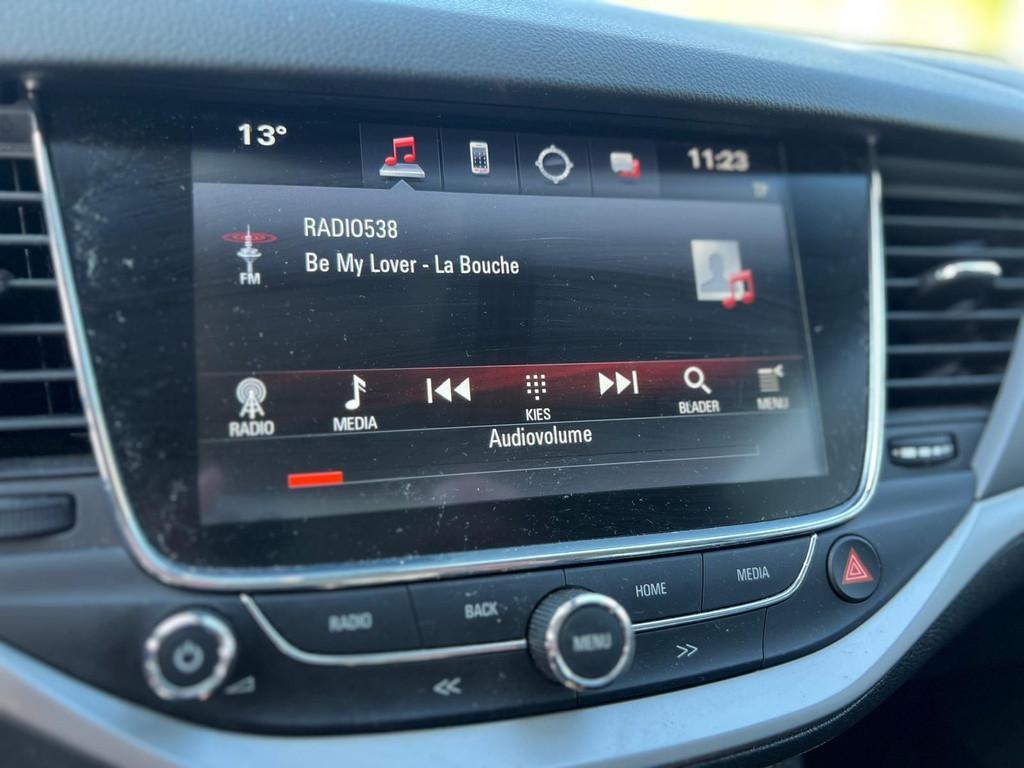 13°
11:23
RADIO538
Be My Lover - La Bouche
FM
RADIO
MEDIA
KIES
BLADER
MENU
Audiovolume
RADIO
BACK
MENU
HOME
MEDIA